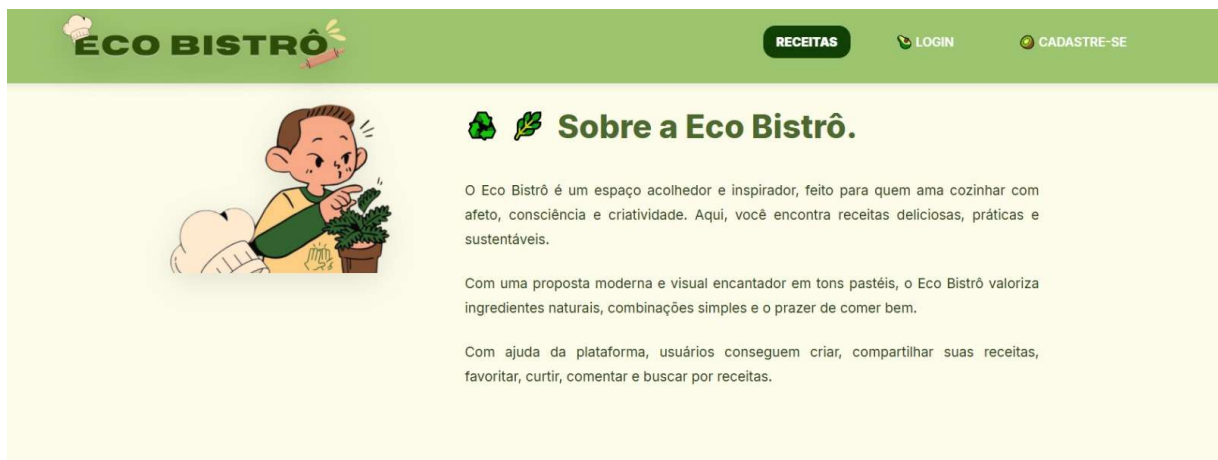 ECO BISTRÔ
RECEITAS
LOGIN
CADASTRE-SE
Sobre a Eco Bistrô.
O Eco Bistrô é um espaço acolhedor e inspirador, feito para quem ama cozinhar com
afeto, consciência e criatividade. Aqui, você encontra receitas deliciosas, práticas e
sustentáveis.
Com uma proposta moderna e visual encantador em tons pastéis, o Eco Bistrô valoriza
ingredientes naturais, combinações simples e o prazer de comer bem.
Com ajuda da plataforma, usuários conseguem criar, compartilhar suas receitas,
favoritar, curtir, comentar e buscar por receitas.